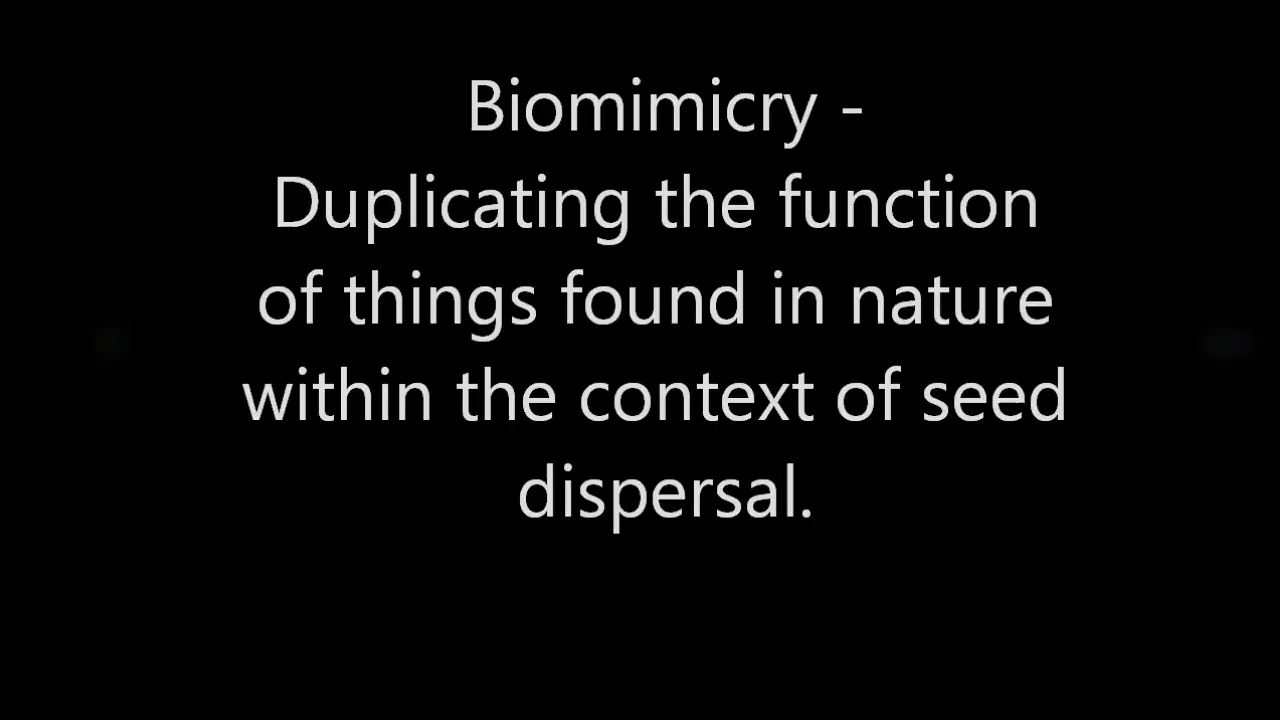 Biomimicry -
Duplicating the function
of things found in nature
within the context of seed
dispersal.